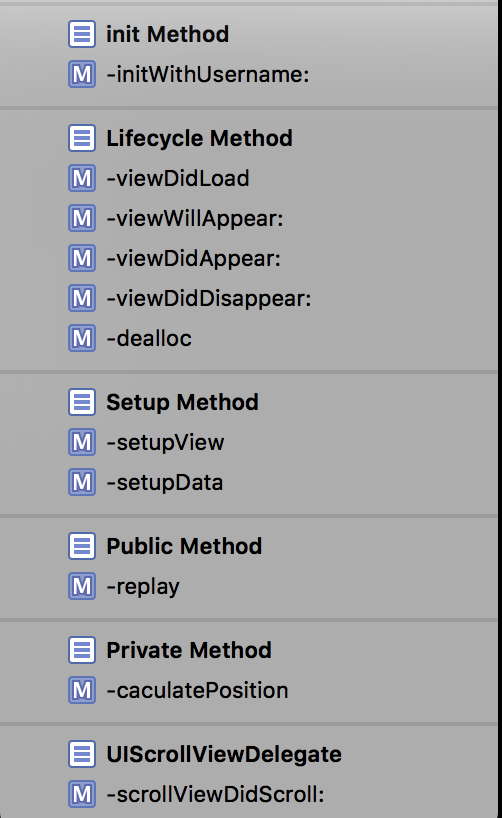 init Method
M -initWithUsername:
Lifecycle Method
M -viewDidLoad
M -viewWillAppear:
M -viewDidAppear:
M -viewDidDisappear:
M -dealloc
Setup Method
M -setupView
M -setupData
Public Method
M -replay
Private Method
M -caculatePosition
UIScrollViewDelegate
M -scrollViewDidScroll: